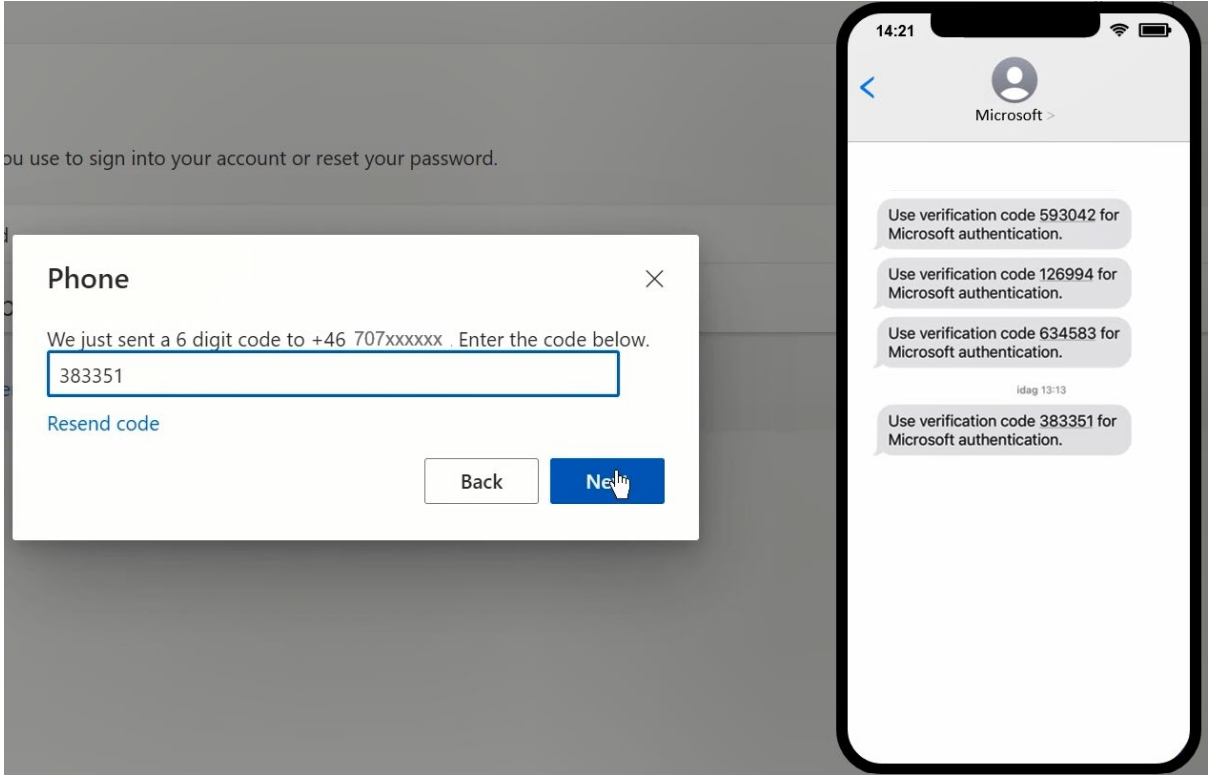 ou use to sign into your account or reset your password.
Phone
We just sent a 6 digit code to +46 707xxxxxx . Enter the code below.
383351
Resend code
Back
14:21
Microsoft >
Use verification code 593042 for
Microsoft authentication.
Use verification code 126994 for
Microsoft authentication.
Use verification code 634583 for
Microsoft authentication.
idag 13:13
Use verification code 383351 for
Microsoft authentication.